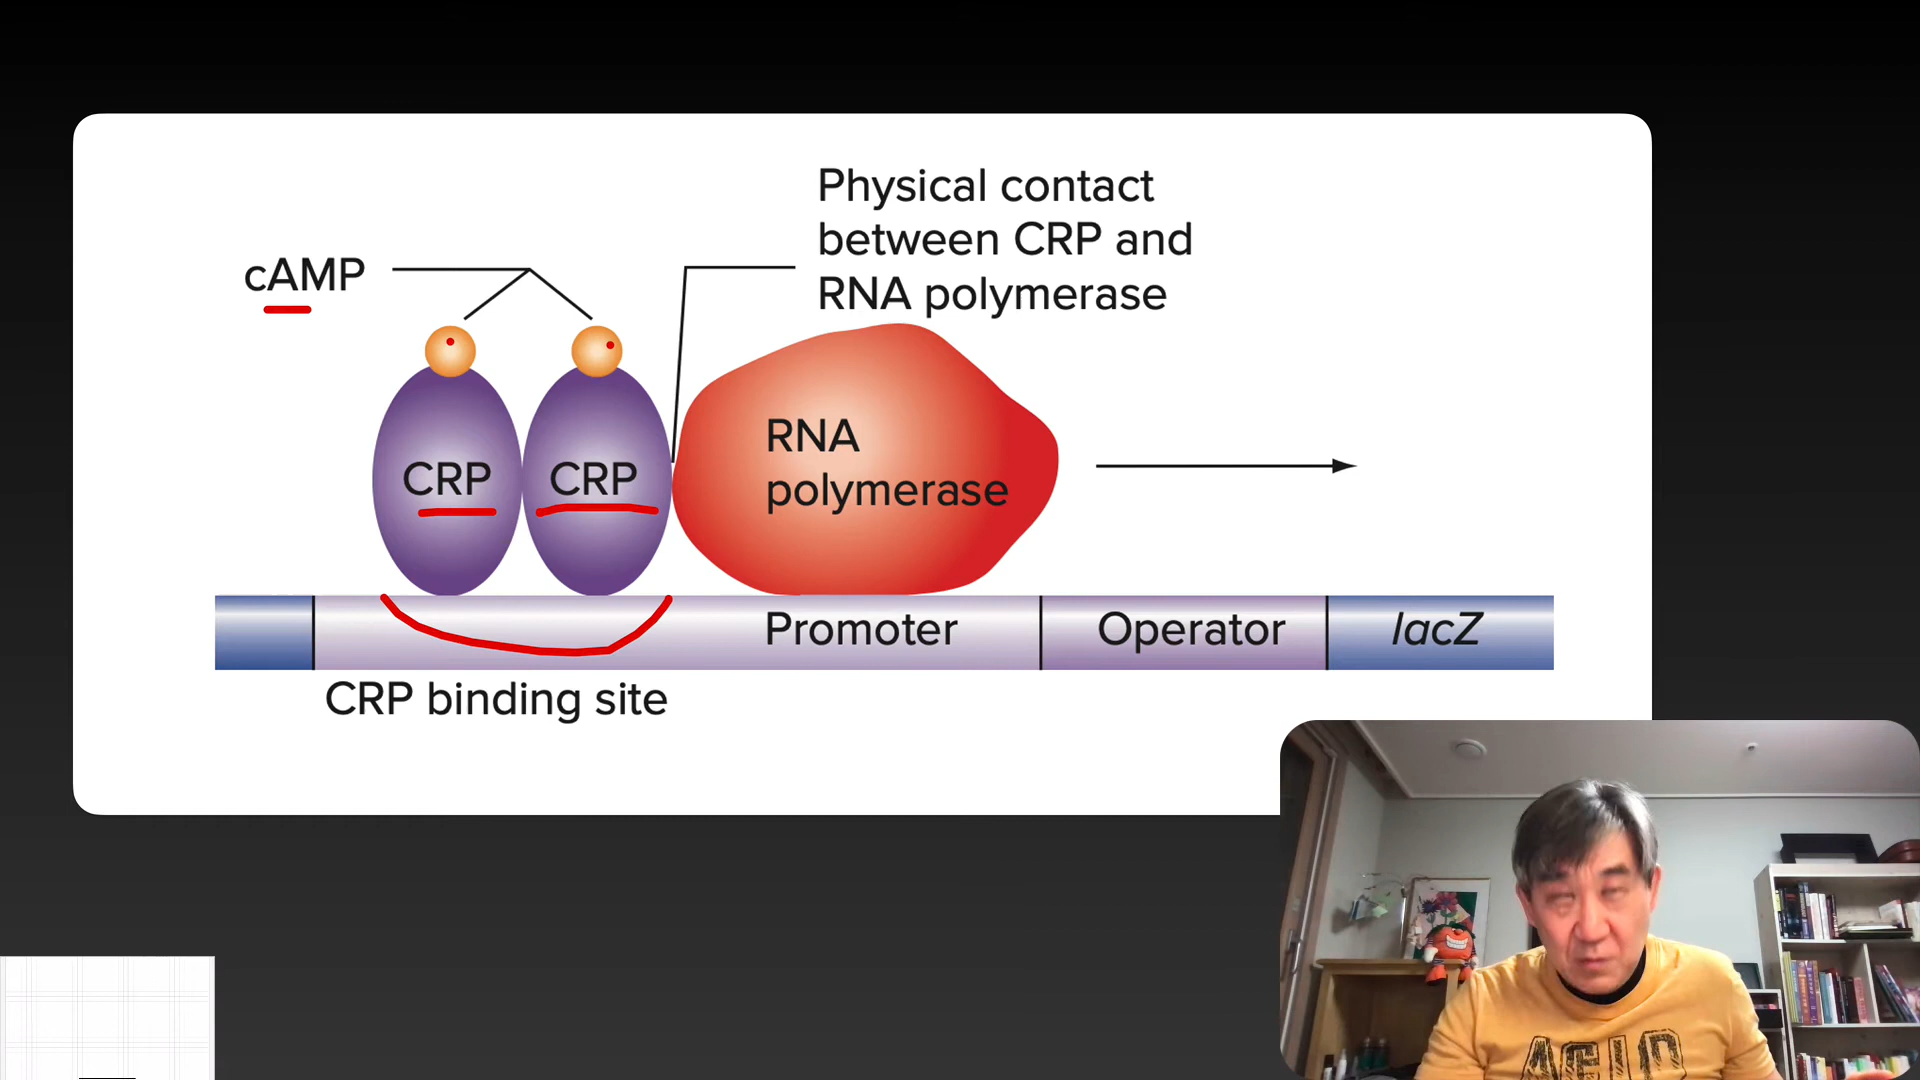 Physical contact
between CRP and
RNA polymerase
cAMP
CRP
CRP
RNA
polymerase
Promoter
Operator
lacZ
CRP binding site